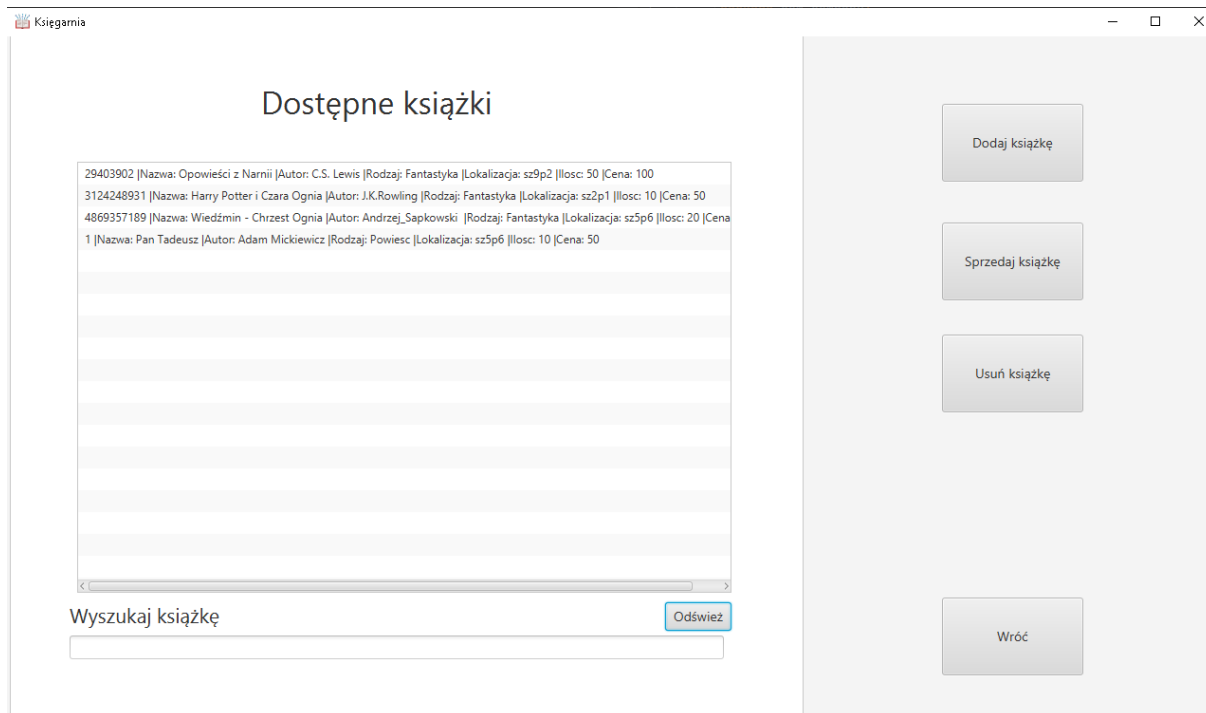 Księgarnia
Dostępne książki
29403902 |Nazwa: Opowieści z Narnii |Autor: C.S. Lewis |Rodzaj: Fantastyka |Lokalizacja: sz9p2 |Ilosc: 50 |Cena: 100
3124248931 |Nazwa: Harry Potter i Czara Ognia |Autor: J.K.Rowling |Rodzaj: Fantastyka |Lokalizacja: sz2p1 |Ilosc: 10 |Cena: 50
4869357189 |Nazwa: Wiedźmin - Chrzest Ognia |Autor: Andrzej_Sapkowski  |Rodzaj: Fantastyka |Lokalizacja: sz5p6 |Ilosc: 20 |Cena
1 |Nazwa: Pan Tadeusz |Autor: Adam Mickiewicz |Rodzaj: Powiesc |Lokalizacja: sz5p6 |Ilosc: 10 |Cena: 50
Wyszukaj książkę
Odśwież
Dodaj książkę
Sprzedaj książkę
Usuń książkę
Wróć